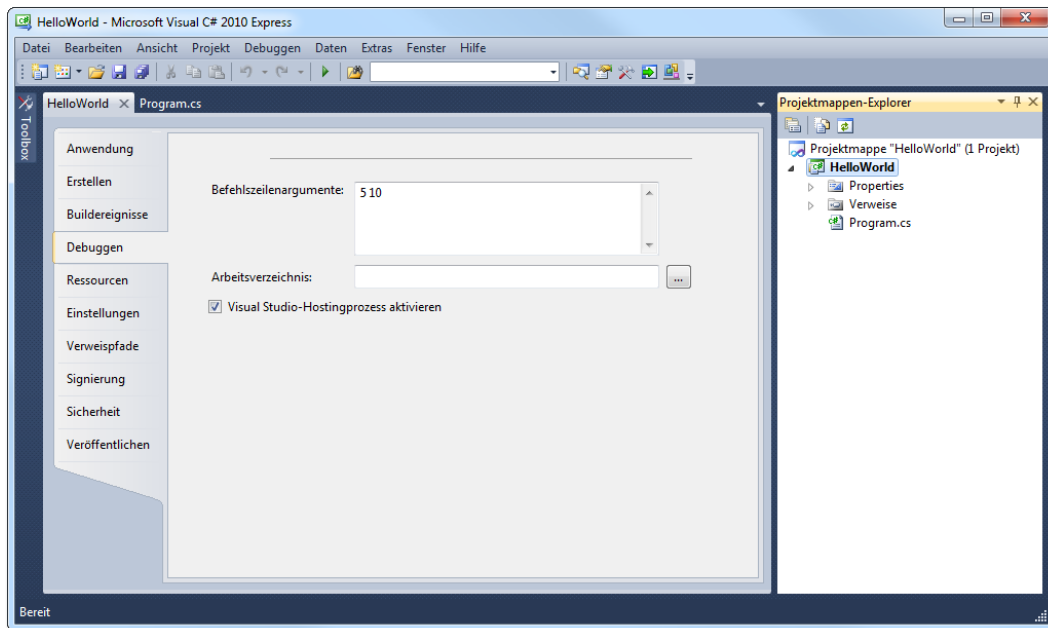 HelloWorld - Microsoft Visual C# 2010 Express
Datei Bearbeiten Ansicht Projekt Debuggen Daten Extras Fenster Hilfe
Toolbox
HelloWorld
Program.cs
Anwendung
Erstellen
Buildereignisse
Debuggen
Ressourcen
Einstellungen
Verweispfade
Signierung
Sicherheit
Veröffentlichen
Befehlszeilenargumente: 5 10
Arbeitsverzeichnis:
...
Visual Studio-Hostingprozess aktivieren
Projektmappen-Explorer
Projektmappe "HelloWorld" (1 Projekt)
HelloWorld
Properties
Verweise
Program.cs
Bereit